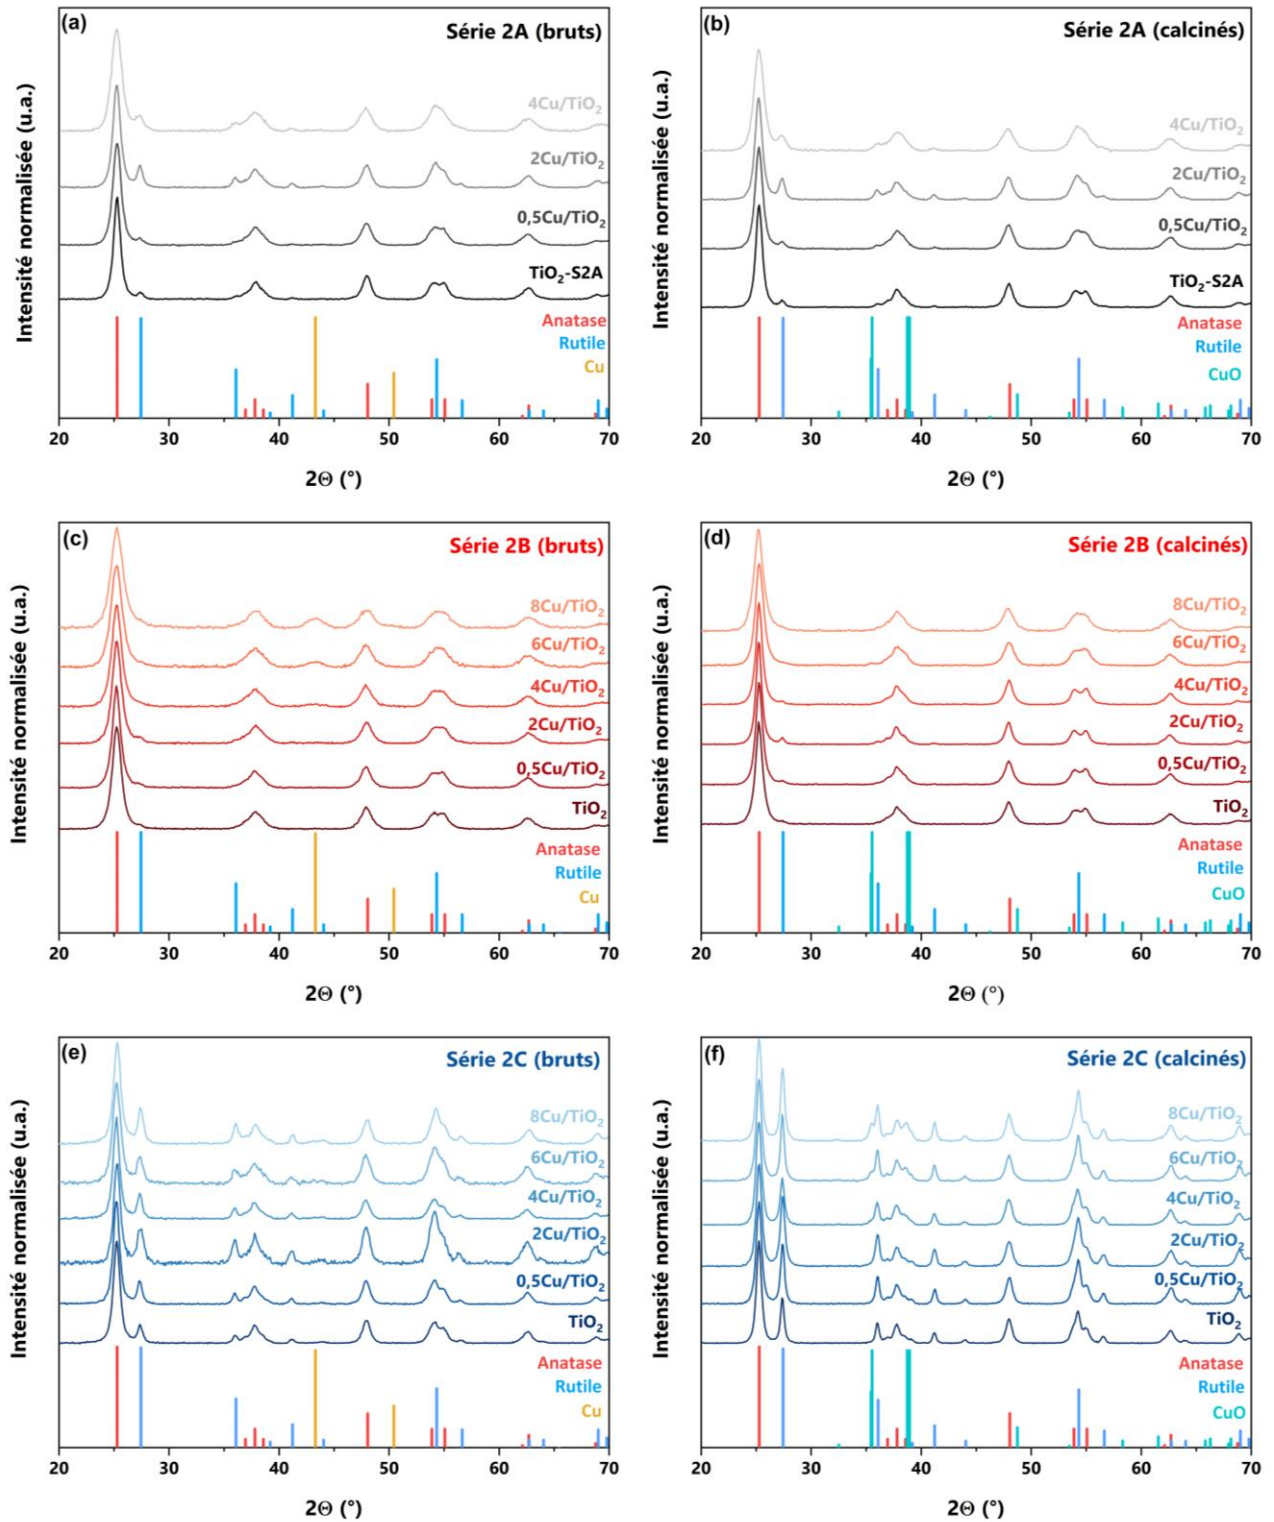 (a)
Série 2A (bruts)
4Cu/TiO₂
2Cu/TiO₂
0,5Cu/TiO₂
TiO₂-S2A
Anatase
Rutile
Cu
20 30 40 50 60 70
2Θ (°)
Intensité normalisée (u.a.)
(b)
Série 2A (calcinés)
4Cu/TiO₂
2Cu/TiO₂
0,5Cu/TiO₂
TiO₂-S2A
Anatase
Rutile
CuO
20 30 40 50 60 70
2Θ (°)
Intensité normalisée (u.a.)
(c)
Série 2B (bruts)
8Cu/TiO₂
6Cu/TiO₂
4Cu/TiO₂
2Cu/TiO₂
0,5Cu/TiO₂
TiO₂
Anatase
Rutile
Cu
20 30 40 50 60 70
2Θ (°)
Intensité normalisée (u.a.)
(d)
Série 2B (calcinés)
8Cu/TiO₂
6Cu/TiO₂
4Cu/TiO₂
2Cu/TiO₂
0,5Cu/TiO₂
TiO₂
Anatase
Rutile
CuO
20 30 40 50 60 70
2Θ (°)
Intensité normalisée (u.a.)
(e)
Série 2C (bruts)
8Cu/TiO₂
6Cu/TiO₂
4Cu/TiO₂
2Cu/TiO₂
0,5Cu/TiO₂
TiO₂
Anatase
Rutile
Cu
20 30 40 50 60 70
2Θ (°)
Intensité normalisée (u.a.)
(f)
Série 2C (calcinés)
8Cu/TiO₂
6Cu/TiO₂
4Cu/TiO₂
2Cu/TiO₂
0,5Cu/TiO₂
TiO₂
Anatase
Rutile
CuO
20 30 40 50 60 70
2Θ (°)
Intensité normalisée (u.a.)